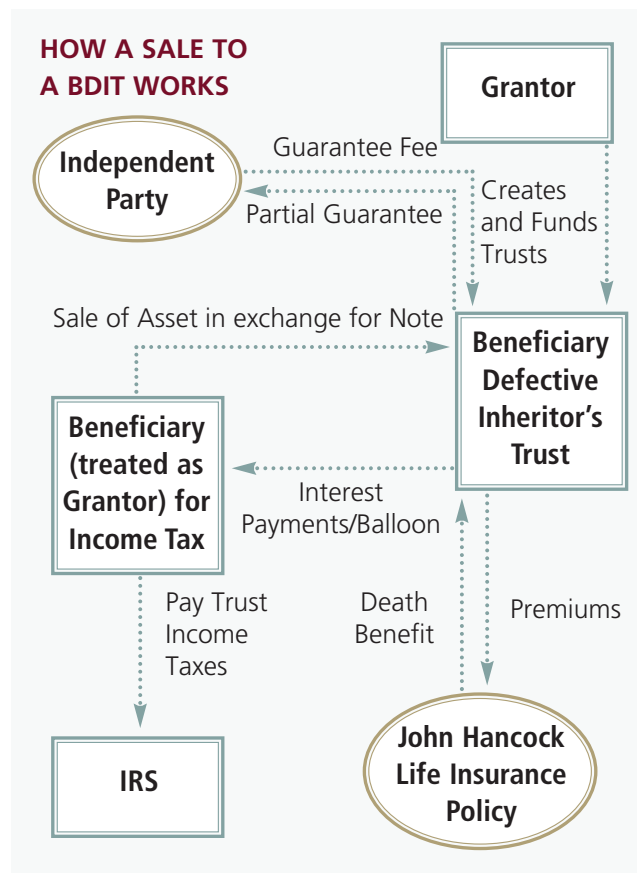 HOW A SALE TO
A BDIT WORKS
Grantor
Independent
Party
Guarantee Fee
Partial Guarantee
Creates
and Funds
Trusts
Sale of Asset in exchange for Note
Beneficiary
Defective
Inheritor’s
Trust
Beneficiary
(treated as
Grantor) for
Income Tax
Interest
Payments/Balloon
Pay Trust
Income
Taxes
Death
Benefit
Premiums
IRS
John Hancock
Life Insurance
Policy